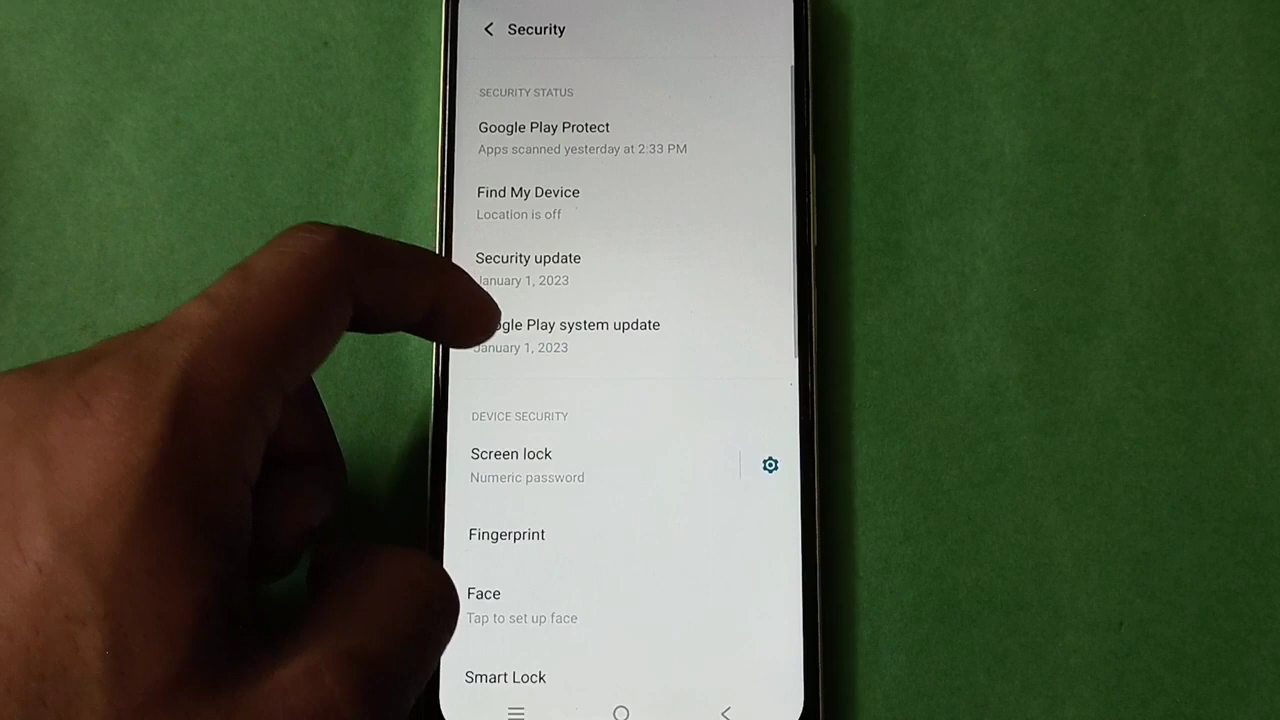 Security
SECURITY STATUS
Google Play Protect
Apps scanned yesterday at 2:33 PM
Find My Device
Location is off
Security update
January 1, 2023
Play system update
January 1, 2023
DEVICE SECURITY
Screen lock
Numeric password
Fingerprint
Face
Tap to set up face
Smart Lock